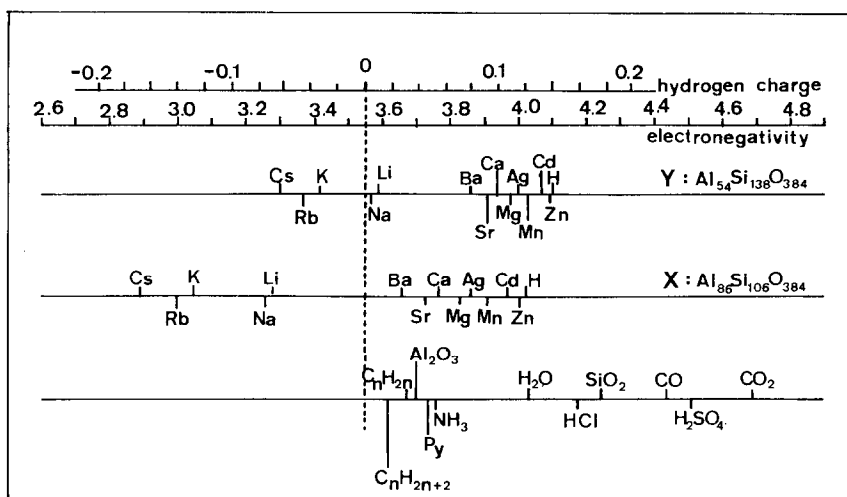 -0.2 -0.1 0 0.1 0.2
hydrogen charge
2.6 2.8 3.0 3.2 3.4 3.6 3.8 4.0 4.2 4.4 4.6 4.8
electronegativity
Cs K Li Ba Ca Ag Cd H Y : Al₅₄Si₁₃₈O₃₈₄
Rb Na Sr Mg Mn Zn
Cs K Li Ba Ca Ag Cd H X : Al₈₆Si₁₀₆O₃₈₄
Rb Na Sr Mg Mn Zn
CₙH₂ₙ Al₂O₃ H₂O SiO₂ CO CO₂
NH₃ HCl H₂SO₄
Py
CₙH₂ₙ₊₂